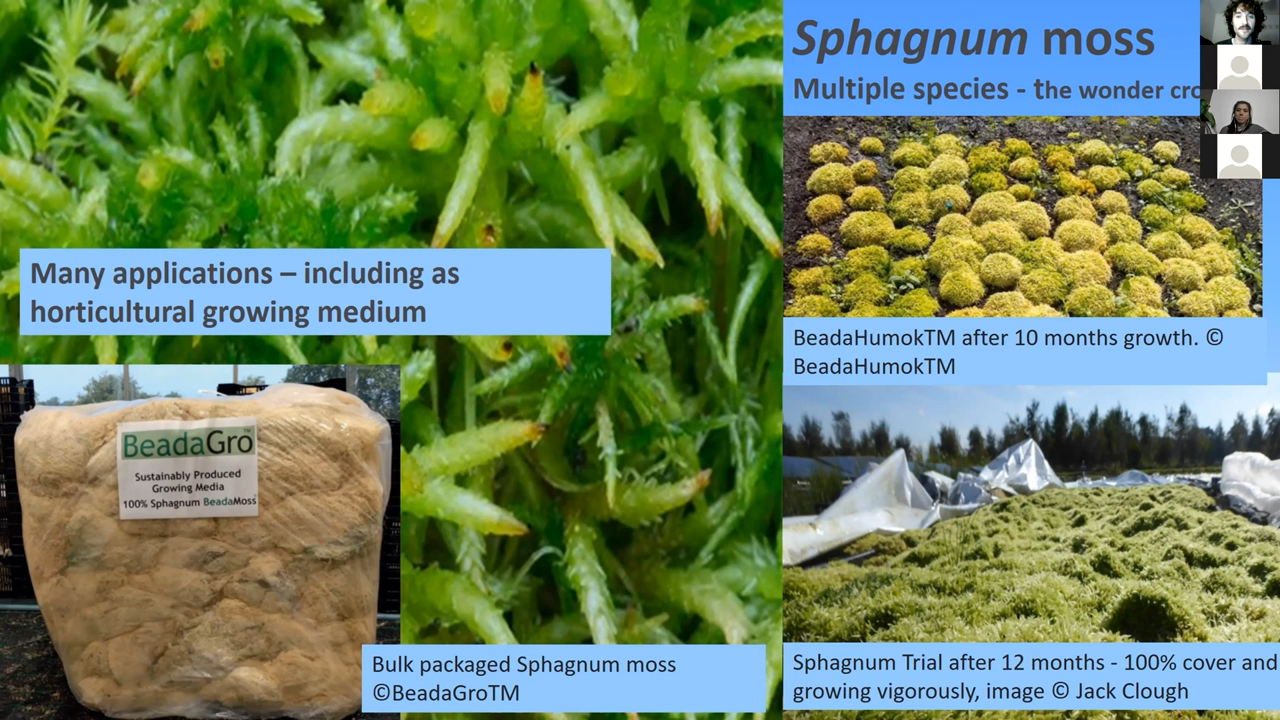 Sphagnum moss
Multiple species - the wonder cro
Many applications – including as
horticultural growing medium
BeadaHumokTM after 10 months growth. ©
BeadaHumokTM
BeadaGro™
Sustainably Produced
Growing Media
100% Sphagnum BeadaMoss
Bulk packaged Sphagnum moss
©BeadaGroTM
Sphagnum Trial after 12 months - 100% cover and
growing vigorously, image © Jack Clough